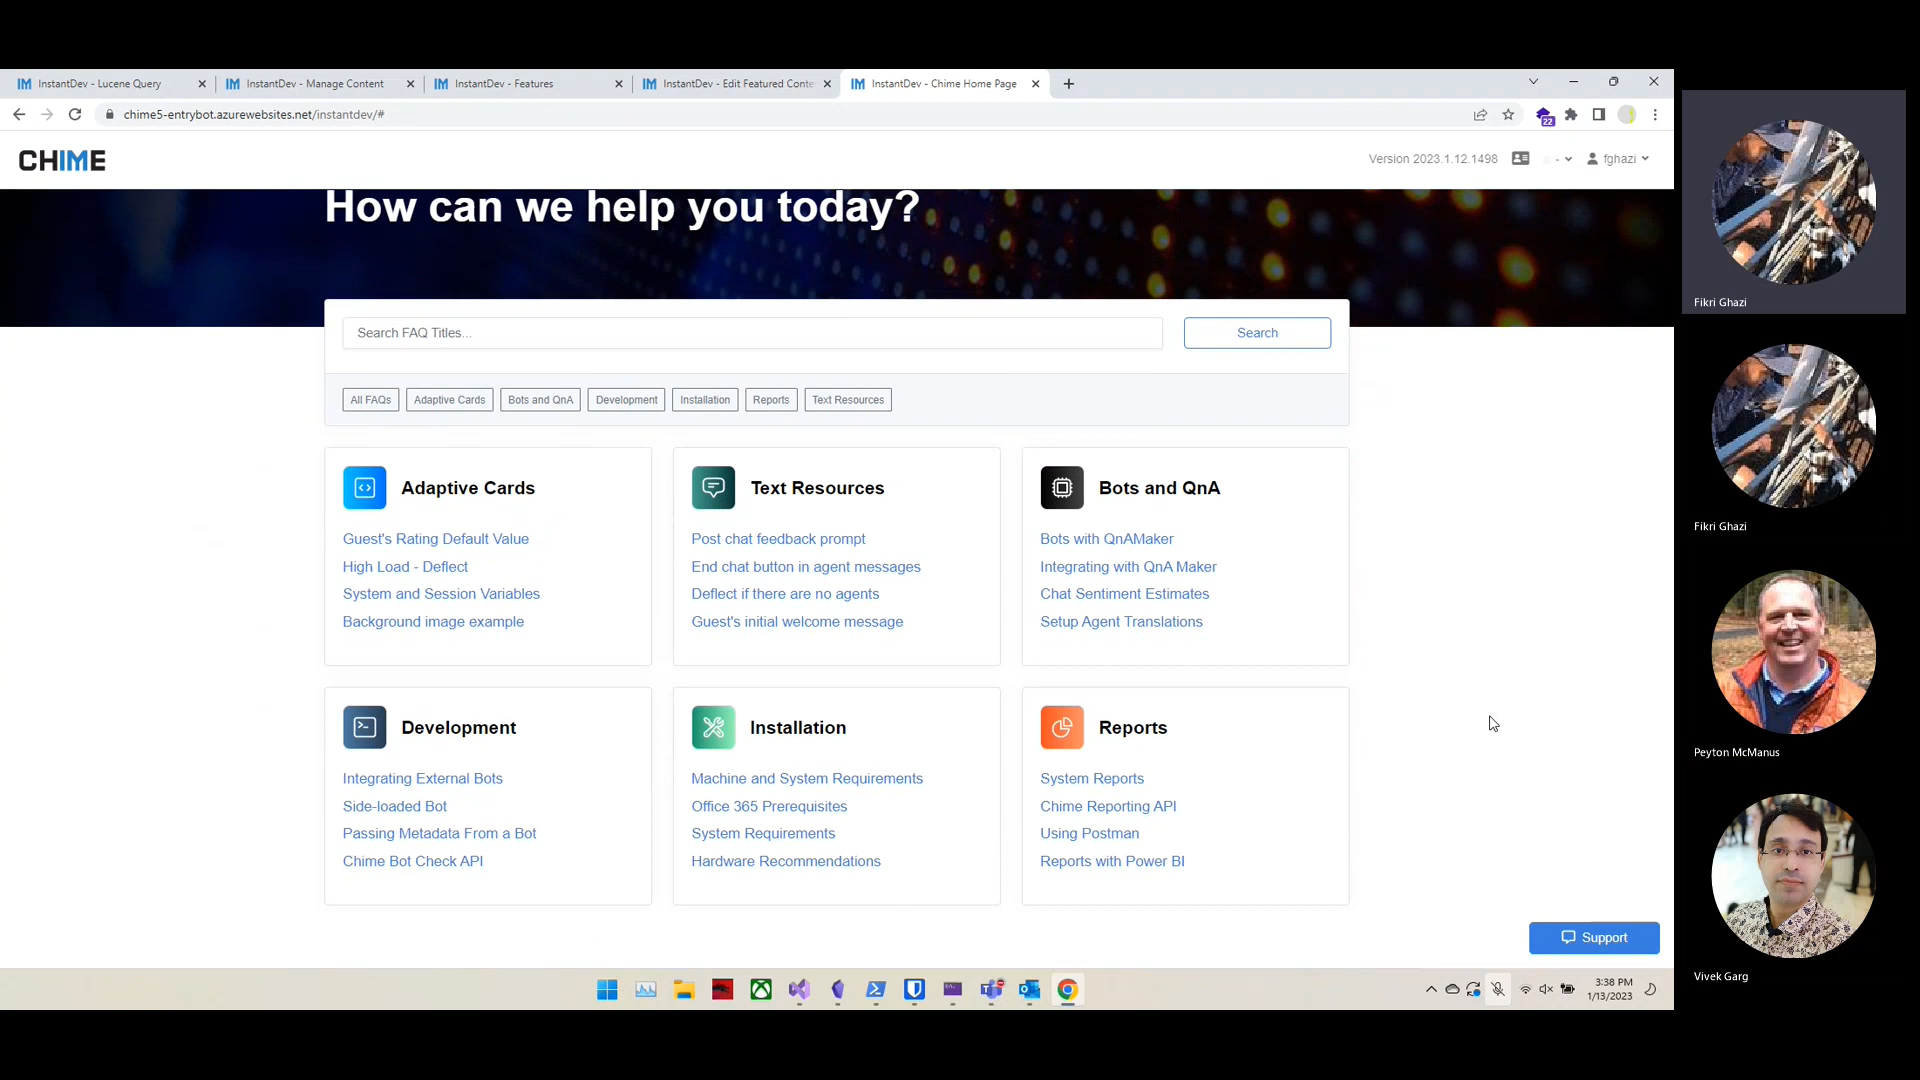 InstantDev - Lucene Query
InstantDev - Manage Content
InstantDev - Features
InstantDev - Edit Featured Conte
InstantDev - Chime Home Page
chime5-entrybot.azurewebsites.net/instantdev/#
22
CHIME
Version 2023.1.12.1498
-
fghazi
How can we help you today?
Search FAQ Titles...
Search
All FAQs
Adaptive Cards
Bots and QnA
Development
Installation
Reports
Text Resources
Adaptive Cards
Guest's Rating Default Value
High Load - Deflect
System and Session Variables
Background image example
Text Resources
Post chat feedback prompt
End chat button in agent messages
Deflect if there are no agents
Guest's initial welcome message
Bots and QnA
Bots with QnAMaker
Integrating with QnA Maker
Chat Sentiment Estimates
Setup Agent Translations
Development
Integrating External Bots
Side-loaded Bot
Passing Metadata From a Bot
Chime Bot Check API
Installation
Machine and System Requirements
Office 365 Prerequisites
System Requirements
Hardware Recommendations
Reports
System Reports
Chime Reporting API
Using Postman
Reports with Power BI
Support
3:38 PM
1/13/2023
Fikri Ghazi
Fikri Ghazi
Peyton McManus
Vivek Garg